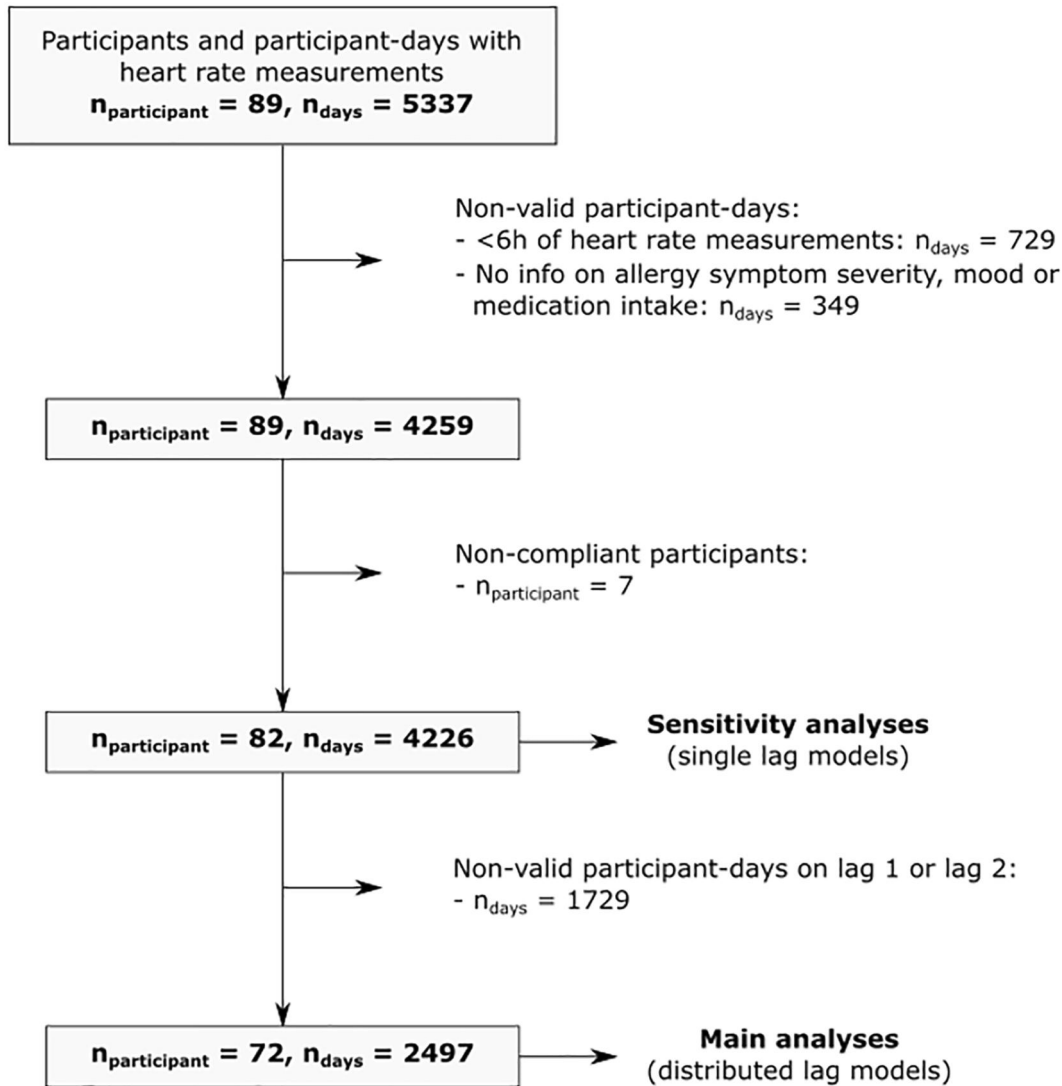 Participants and participant-days with
heart rate measurements
nparticipant = 89, ndays = 5337
Non-valid participant-days:
- <6h of heart rate measurements: ndays = 729
- No info on allergy symptom severity, mood or
medication intake: ndays = 349
nparticipant = 89, ndays = 4259
Non-compliant participants:
- nparticipant = 7
nparticipant = 82, ndays = 4226
Sensitivity analyses
(single lag models)
Non-valid participant-days on lag 1 or lag 2:
- ndays = 1729
nparticipant = 72, ndays = 2497
Main analyses
(distributed lag models)